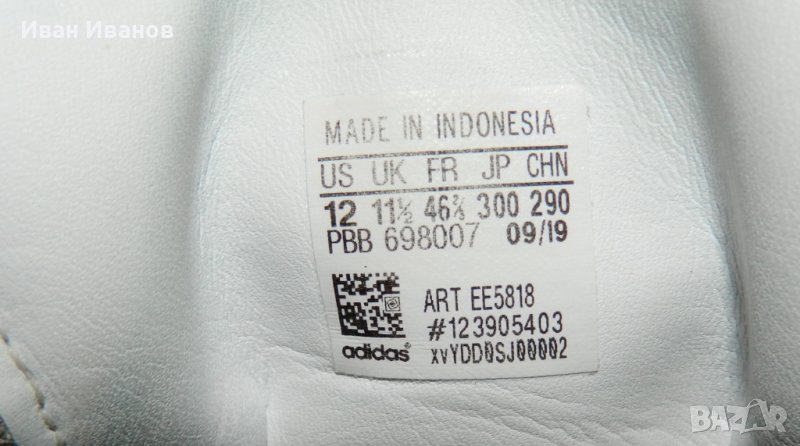 Иван Иванов
MADE IN INDONESIA
US UK FR JP CHN
12 11½ 46⅔ 300 290
PBB 698007 09/19
ART EE5818
#123905403
adidas® xvYDD0SJ00002
BAZAR